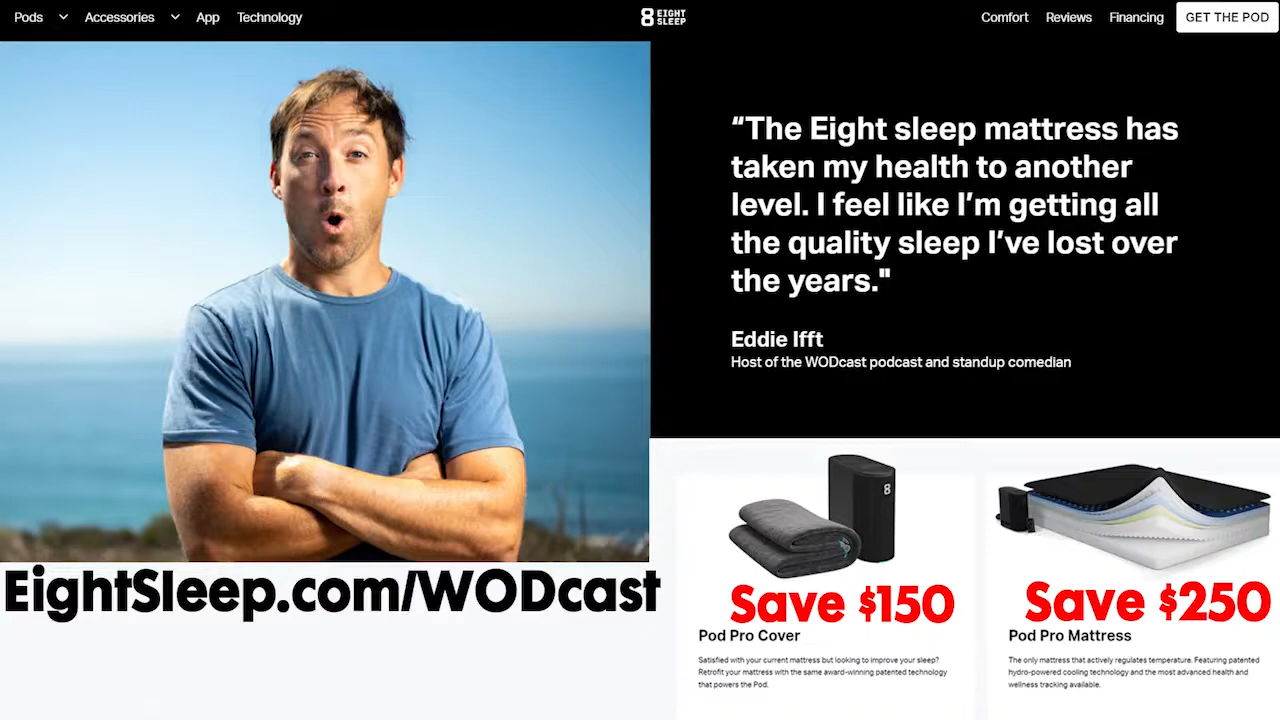 Pods Accessories App Technology
8 EIGHT SLEEP
Comfort Reviews Financing GET THE POD
“The Eight sleep mattress has
taken my health to another
level. I feel like I’m getting all
the quality sleep I’ve lost over
the years."
Eddie Ifft
Host of the WODcast podcast and standup comedian
EightSleep.com/WODcast
8
Save $150
Pod Pro Cover
Satisfied with your current mattress but looking to improve your sleep?
Retrofit your mattress with the same award-winning patented technology
that powers the Pod.
Save $250
Pod Pro Mattress
The only mattress that actively regulates temperature. Featuring patented
hydro-powered cooling technology and the most advanced health and
wellness tracking available.